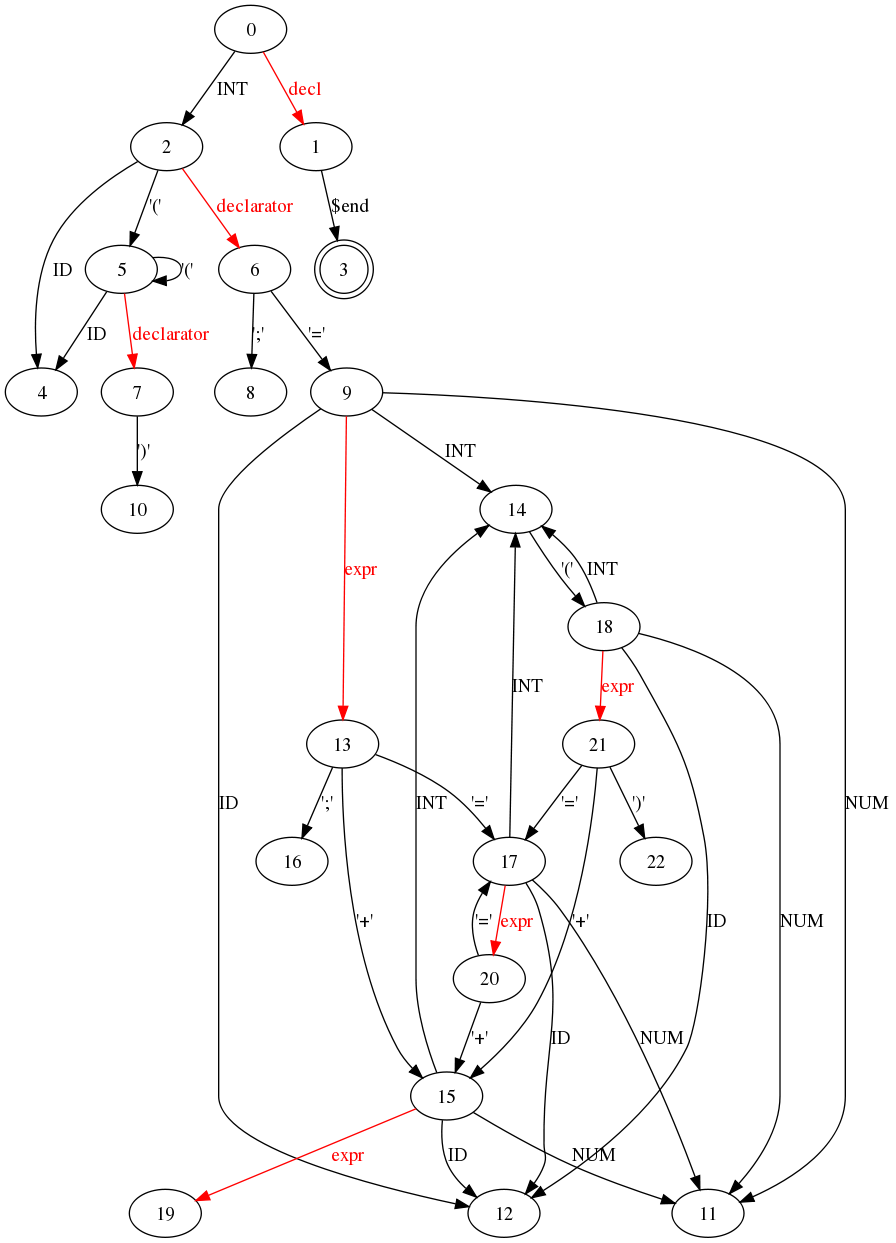 0
INT
decl
2
1
'('
declarator
$end
ID
5
'('
6
3
ID
declarator
';'
'='
4
7
8
9
')'
INT
10
14
expr
'('
INT
18
INT
expr
13
21
ID
';'
'='
INT
'='
')'
NUM
16
17
22
'+'
'='
expr
'+'
ID
NUM
20
'+'
ID
NUM
15
expr
ID
NUM
19
12
11